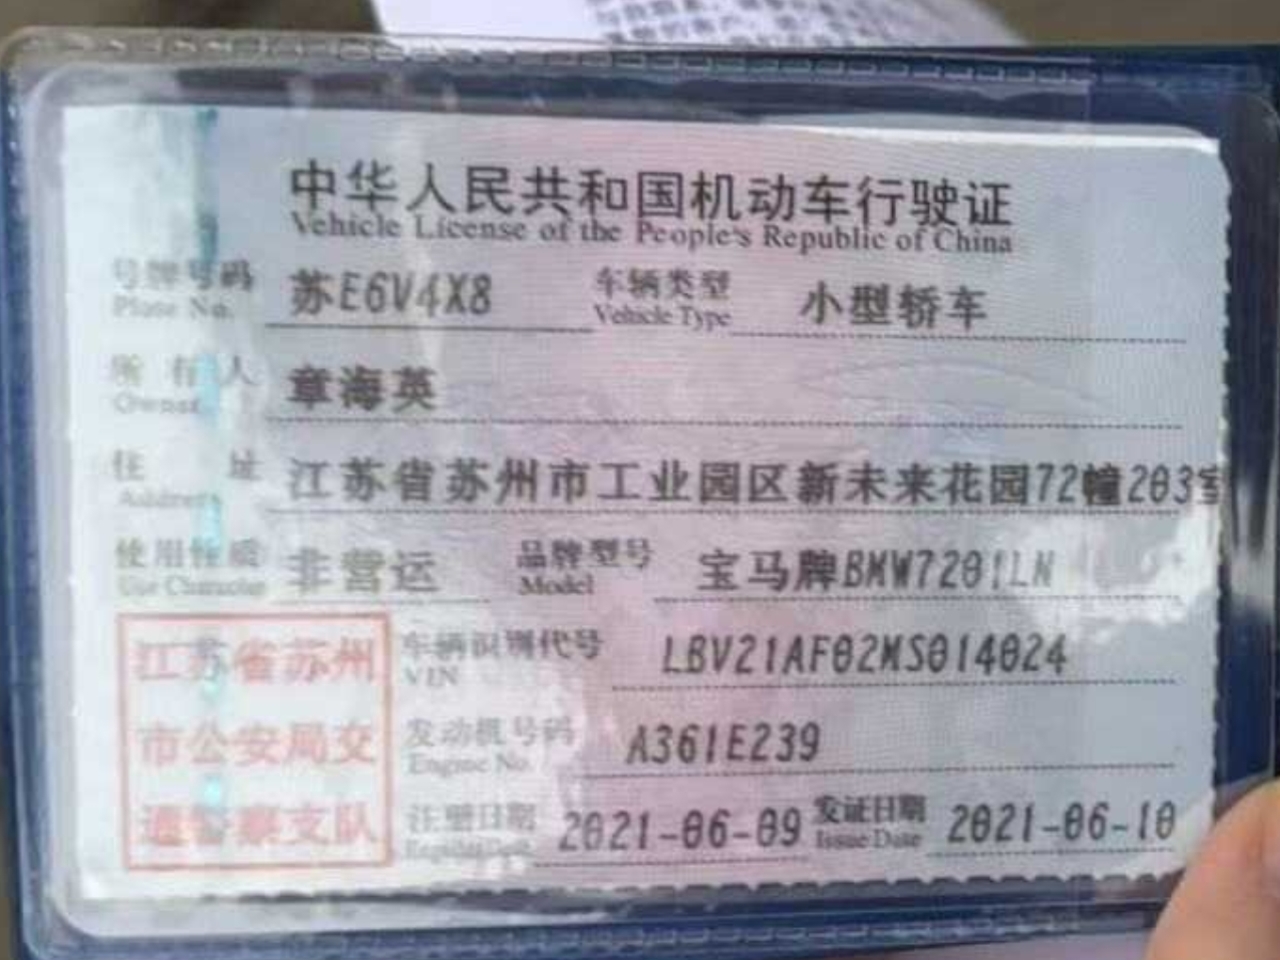 中华人民共和国机动车行驶证
Vehicle License of the People's Republic of China
号牌号码 苏E6V4X8 车辆类型 小型轿车
Plate No. Vehicle Type
所有人 章海英
Owner
住址 江苏省苏州市工业园区新未来花园72幢203室
Address
使用性质 非营运 品牌型号 宝马牌BMW7201LN
Use Character Model
江苏省苏州 车辆识别代号 LBV21AF02MS014024
VIN
市公安局交 发动机号码 A361E239
Engine No.
通警察支队 注册日期 2021-06-09 发证日期 2021-06-10
Register Date Issue Date